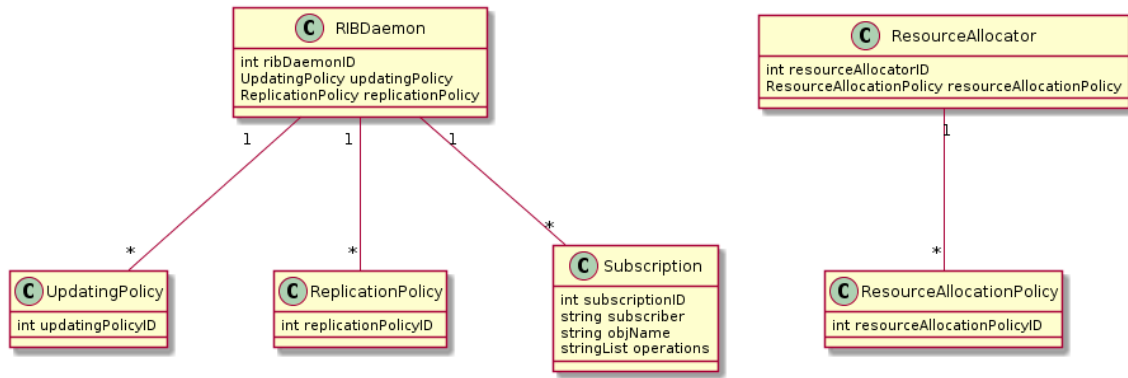 C RIBDaemon
int ribDaemonID
UpdatingPolicy updatingPolicy
ReplicationPolicy replicationPolicy
C ResourceAllocator
int resourceAllocatorID
ResourceAllocationPolicy resourceAllocationPolicy
1 1 1 1
* * * *
C UpdatingPolicy
int updatingPolicyID
C ReplicationPolicy
int replicationPolicyID
C Subscription
int subscriptionID
string subscriber
string objName
stringList operations
C ResourceAllocationPolicy
int resourceAllocationPolicyID